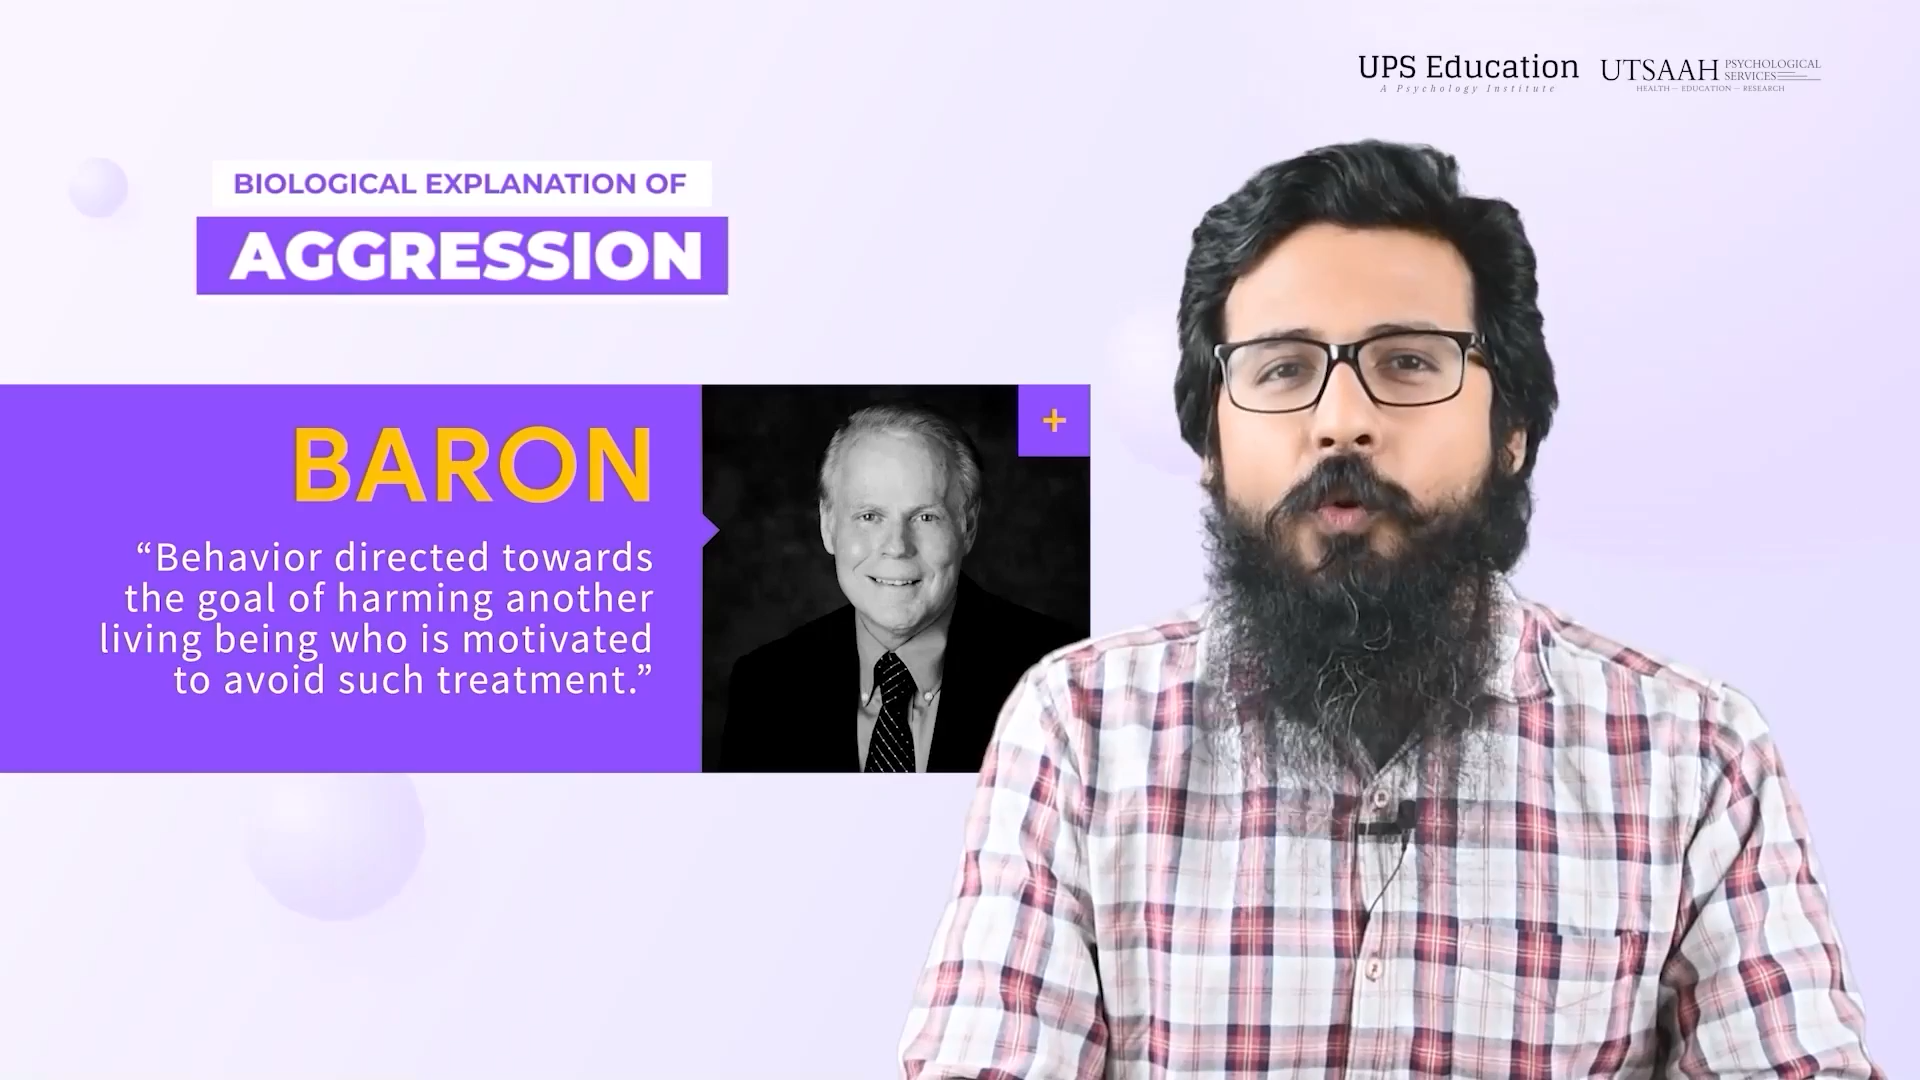 UPS Education
A Psychology Institute
UTSAAH PSYCHOLOGICAL
SERVICES
HEALTH – EDUCATION – RESEARCH
BIOLOGICAL EXPLANATION OF
AGGRESSION
+
BARON
“Behavior directed towards
the goal of harming another
living being who is motivated
to avoid such treatment.”